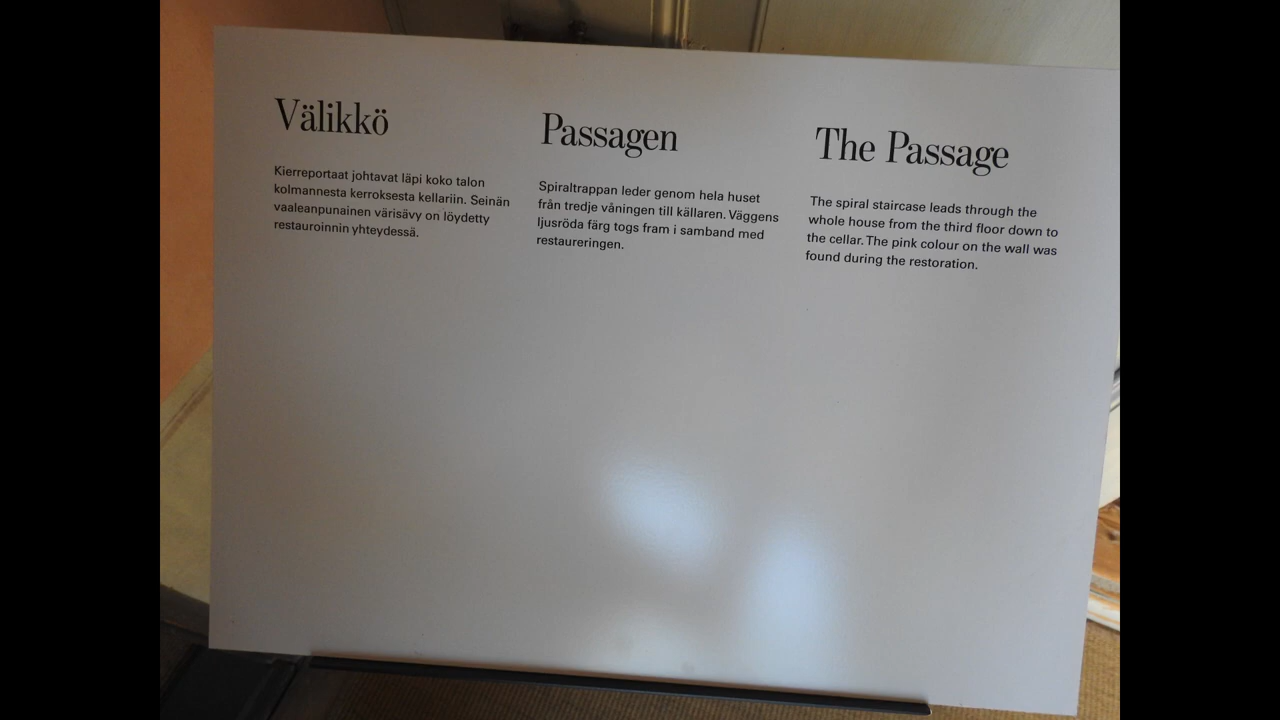 Välikkö
Kierreportaat johtavat läpi koko talon
kolmannesta kerroksesta kellariin. Seinän
vaaleanpunainen värisävy on löydetty
restauroinnin yhteydessä.
Passagen
Spiraltrappan leder genom hela huset
från tredje våningen till källaren. Väggens
ljusröda färg togs fram i samband med
restaureringen.
The Passage
The spiral staircase leads through the
whole house from the third floor down to
the cellar. The pink colour on the wall was
found during the restoration.